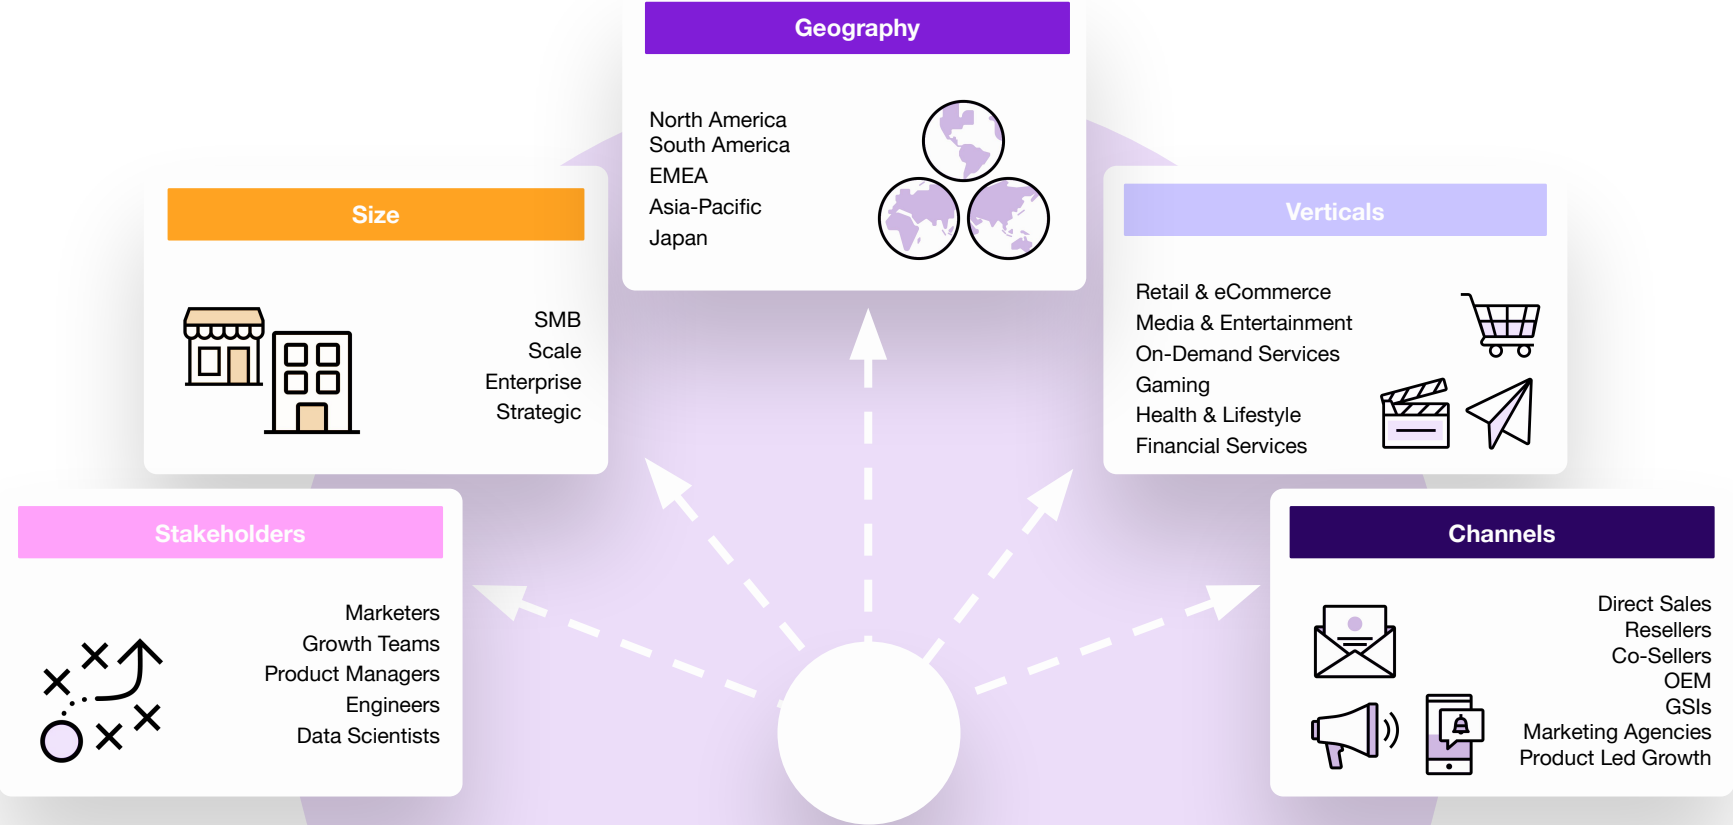 Geography
North America
South America
EMEA
Asia-Pacific
Japan
Size
SMB
Scale
Enterprise
Strategic
Verticals
Retail & eCommerce
Media & Entertainment
On-Demand Services
Gaming
Health & Lifestyle
Financial Services
Stakeholders
Marketers
Growth Teams
Product Managers
Engineers
Data Scientists
Channels
Direct Sales
Resellers
Co-Sellers
OEM
GSIs
Marketing Agencies
Product Led Growth